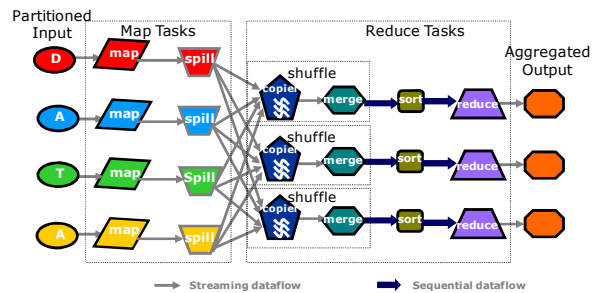 Partitioned
Input
Map Tasks
Reduce Tasks
Aggregated
Output
D
map
spill
shuffle
copier
merge
sort
reduce
A
map
spill
shuffle
copier
merge
sort
reduce
T
map
Spill
shuffle
copier
merge
sort
reduce
A
map
spill
Streaming dataflow
Sequential dataflow